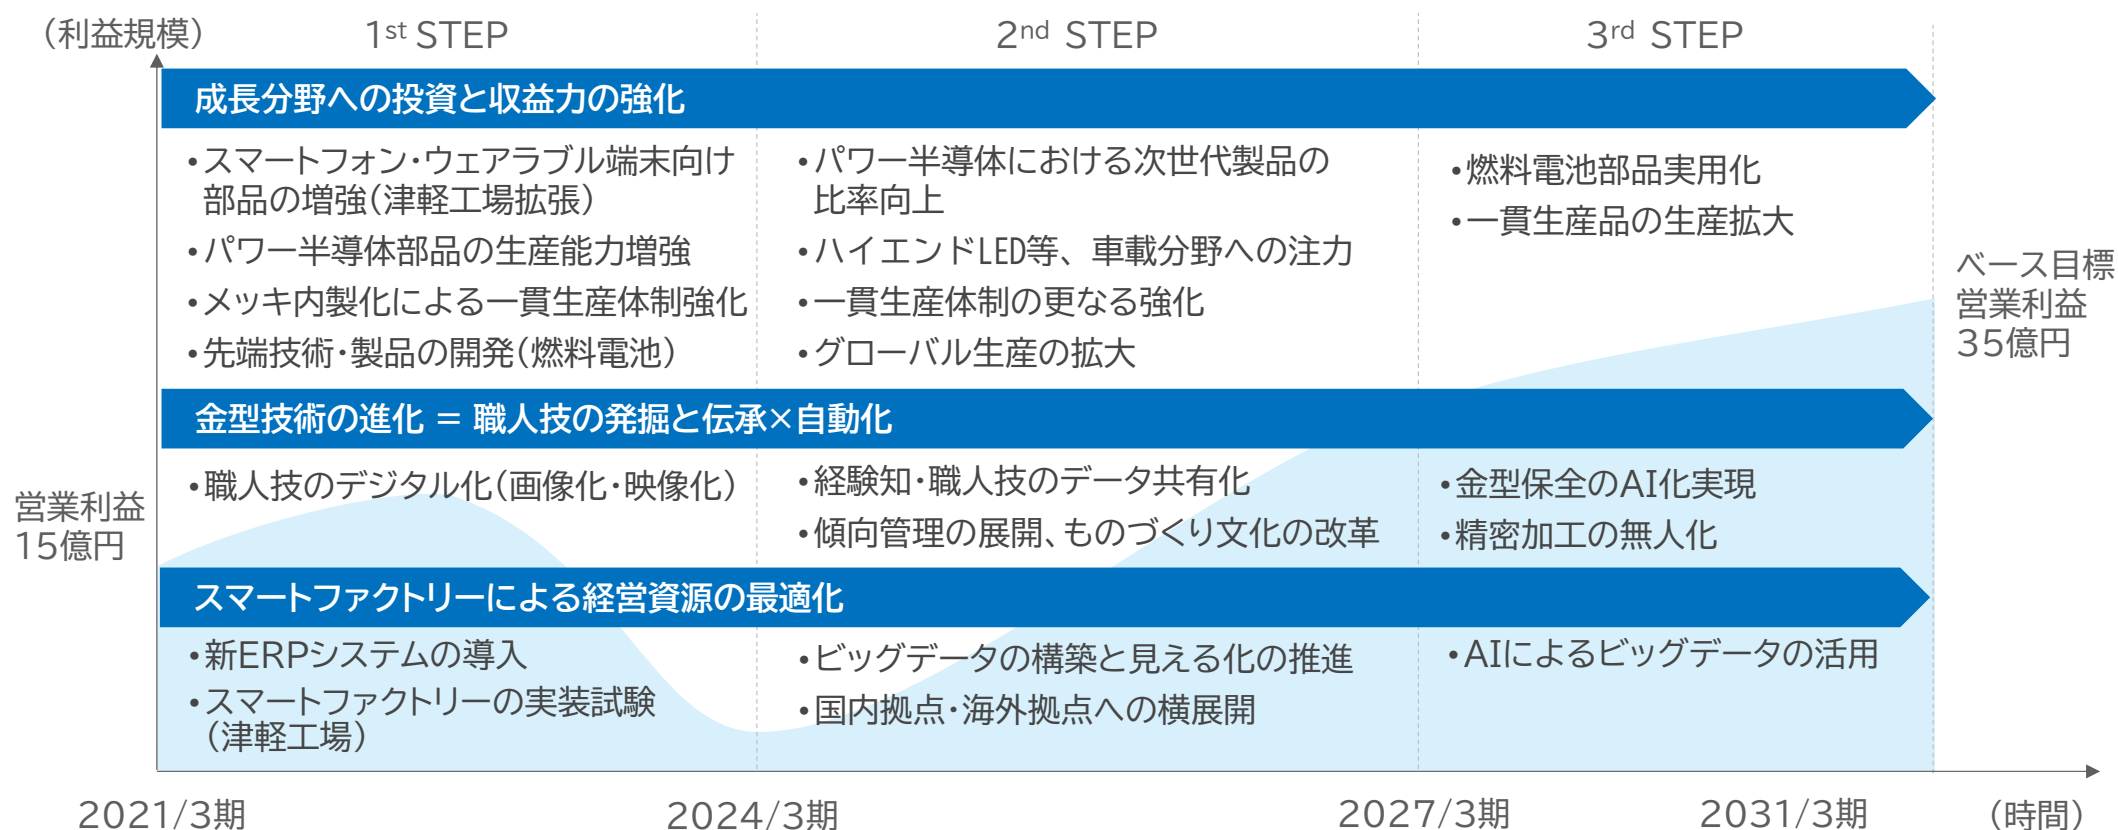 （利益規模）
1st STEP
2nd STEP
3rd STEP
成長分野への投資と収益力の強化
・スマートフォン・ウェアラブル端末向け
部品の増強（津軽工場拡張）
・パワー半導体部品の生産能力増強
・メッキ内製化による一貫生産体制強化
・先端技術・製品の開発（燃料電池）
・パワー半導体における次世代製品の
比率向上
・ハイエンドLED等、車載分野への注力
・一貫生産体制の更なる強化
・グローバル生産の拡大
・燃料電池部品実用化
・一貫生産品の生産拡大
ベース目標
営業利益
35億円
金型技術の進化 = 職人技の発掘と伝承×自動化
・職人技のデジタル化（画像化・映像化）
・経験知・職人技のデータ共有化
・傾向管理の展開、ものづくり文化の改革
・金型保全のAI化実現
・精密加工の無人化
営業利益
15億円
スマートファクトリーによる経営資源の最適化
・新ERPシステムの導入
・スマートファクトリーの実装試験
（津軽工場）
・ビッグデータの構築と見える化の推進
・国内拠点・海外拠点への横展開
・AIによるビッグデータの活用
2021/3期
2024/3期
2027/3期
2031/3期
（時間）